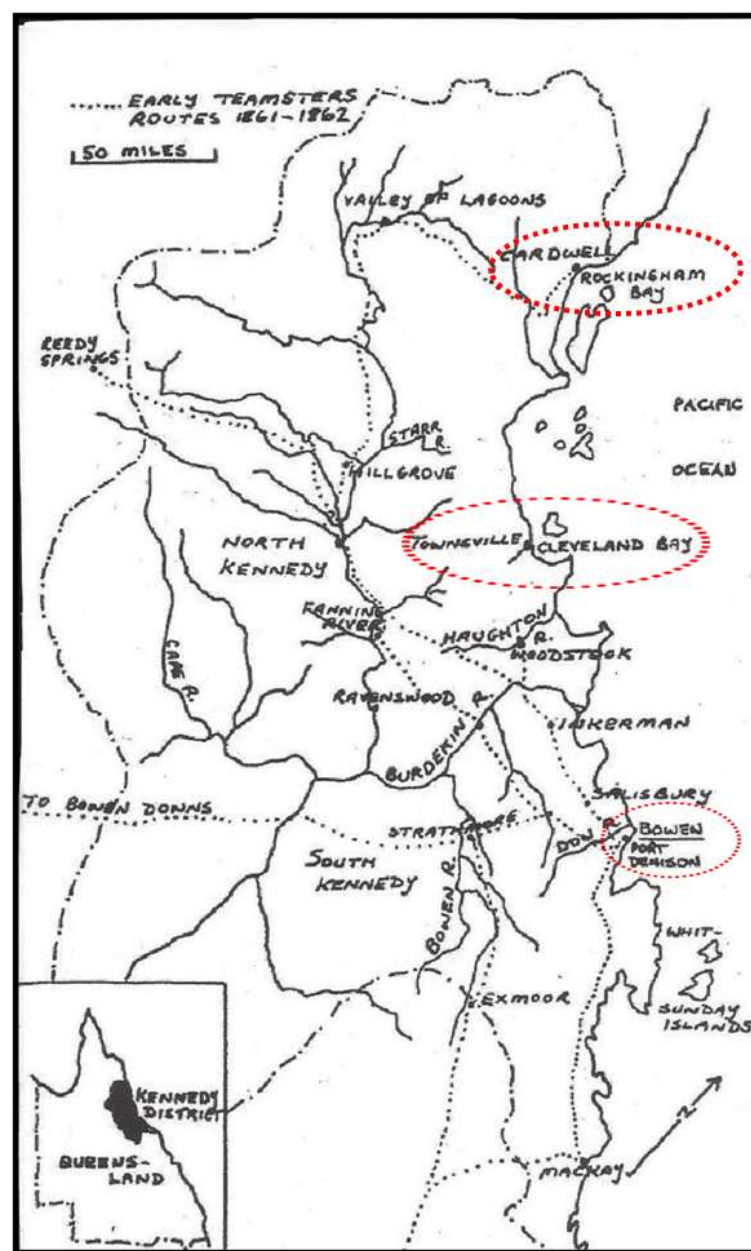 EARLY TEAMSTERS
ROUTES 1861-1862
50 MILES
VALLEY OF LAGOONS
CARDWELL
ROCKINGHAM
BAY
REEDY
SPRINGS
PACIFIC
OCEAN
STARR
R.
HILLGROVE
NORTH
KENNEDY
TOWNSVILLE
CLEVELAND BAY
FANNING
RIVER
HAUGHTON
R.
WOODSTOCK
CAPE R.
RAVENSWOOD
BURDEKIN R.
INKERMAN
TO BOWEN DOWNS
SALISBURY
STRATHMORE
DON R.
BOWEN
PORT
DENISON
SOUTH
KENNEDY
BOWEN R.
WHIT-
SUNDAY
ISLANDS
EXMOOR
KENNEDY
DISTRICT
QUEENS-
LAND
MACKAY
N